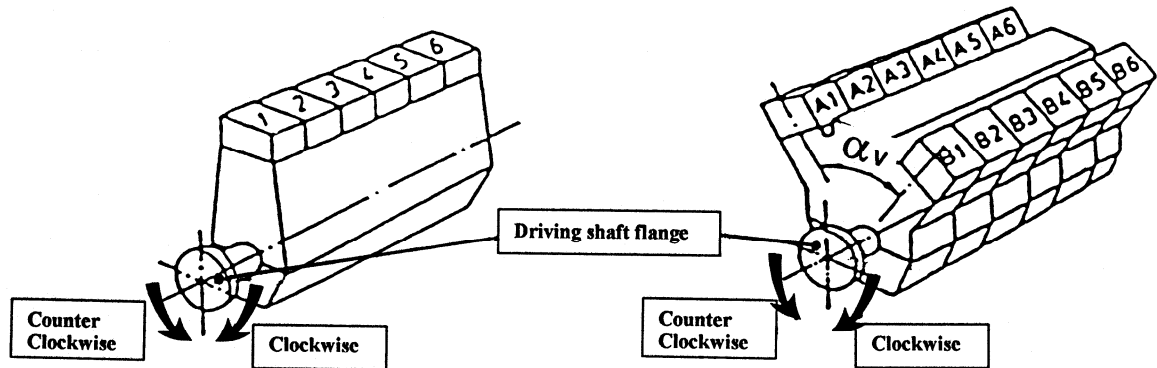 1 2 3 4 5 6
A1 A2 A3 A4 A5 A6
B1 B2 B3 B4 B5 B6
αv
Driving shaft flange
Counter
Clockwise
Clockwise
Counter
Clockwise
Clockwise